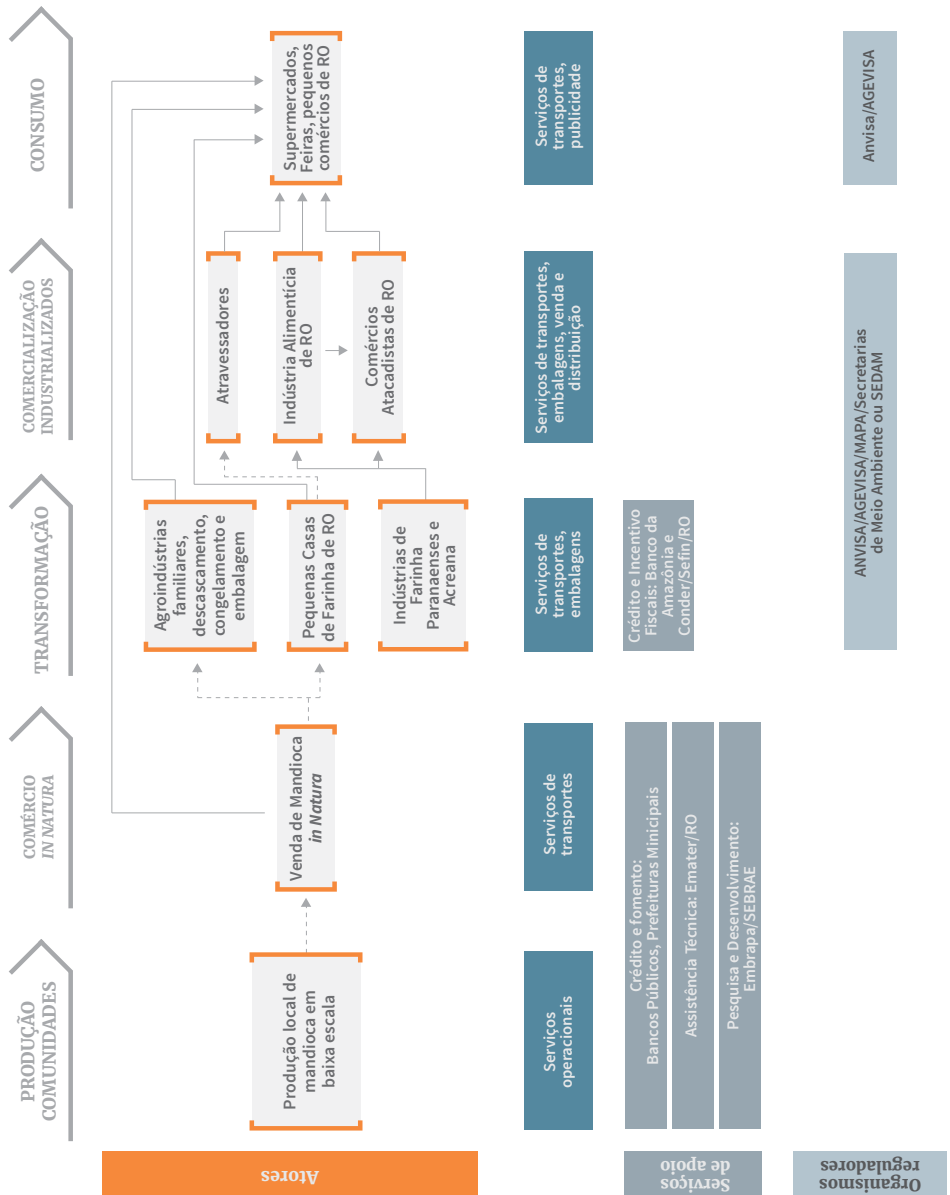 PRODUÇÃO
COMUNIDADES
COMÉRCIO
IN NATURA
TRANSFORMAÇÃO
COMERCIALIZAÇÃO
INDUSTRIALIZADOS
CONSUMO
Atores
Produção local de
mandioca em
baixa escala
Venda de Mandioca
in Natura
Agroindústrias
familiares,
descascamento,
congelamento e
embalagem
Pequenas Casas
de Farinha de RO
Indústrias de
Farinha
Paranaenses e
Acreana
Atravessadores
Indústria Alimentícia
de RO
Comércios
Atacadistas de RO
Supermercados,
Feiras, pequenos
comércios de RO
Serviços
operacionais
Serviços de
transportes
Serviços de
transportes,
embalagens
Serviços de transportes,
embalagens, venda e
distribuição
Serviços de
transportes,
publicidade
Serviços
de apoio
Crédito e fomento:
Bancos Públicos, Prefeituras Minicipais
Assistência Técnica: Emater/RO
Pesquisa e Desenvolvimento:
Embrapa/SEBRAE
Crédito e Incentivo
Fiscais: Banco da
Amazônia e
Conder/Sefin/RO
Organismos
reguladores
ANVISA/AGEVISA/MAPA/Secretarias
de Meio Ambiente ou SEDAM
Anvisa/AGEVISA